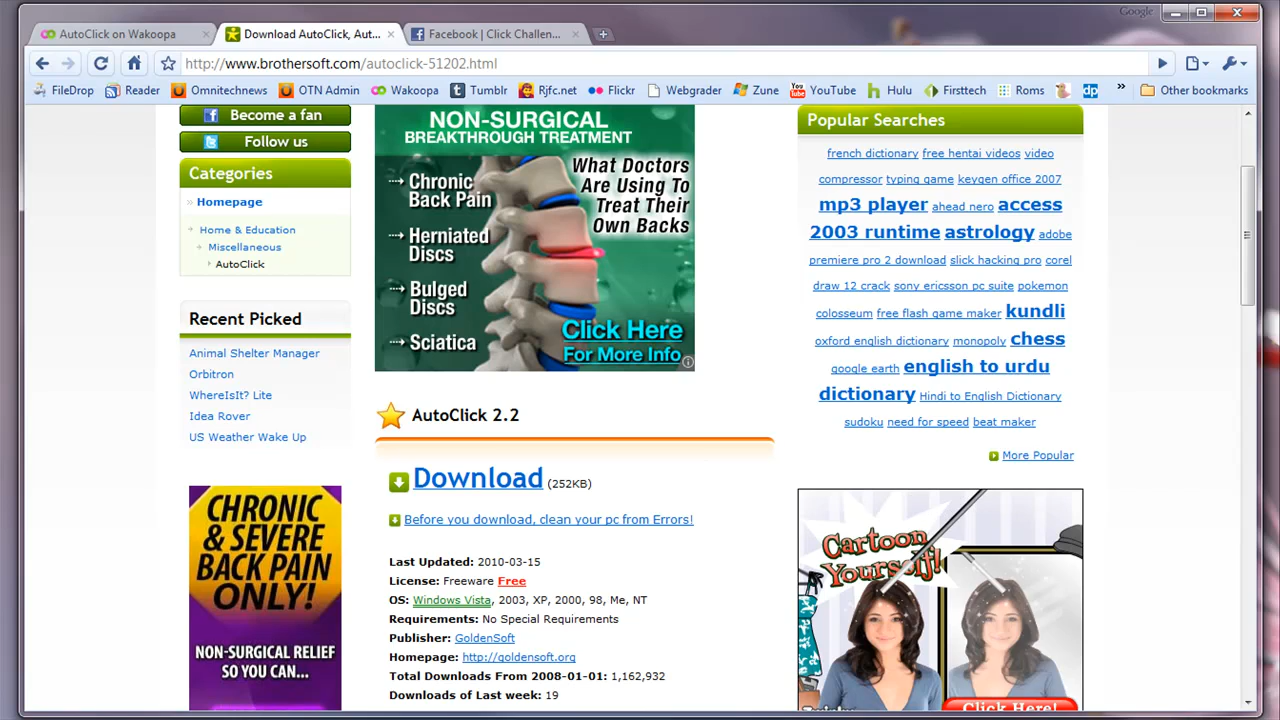 Google
AutoClick on Wakoopa
Download AutoClick, Aut...
Facebook | Click Challen...
http://www.brothersoft.com/autoclick-51202.html
FileDrop
Reader
Omnitechnews
OTN Admin
Wakoopa
Tumblr
Rjfc.net
Flickr
Webgrader
Zune
YouTube
Hulu
Firsttech
Roms
dp
»
Other bookmarks
Become a fan
Follow us
Categories
Homepage
Home & Education
Miscellaneous
AutoClick
Recent Picked
Animal Shelter Manager
Orbitron
WhereIsIt? Lite
Idea Rover
US Weather Wake Up
CHRONIC
& SEVERE
BACK PAIN
ONLY!
NON-SURGICAL RELIEF
SO YOU CAN...
NON-SURGICAL
BREAKTHROUGH TREATMENT
What Doctors
Are Using To
Treat Their
Own Backs
Chronic
Back Pain
Herniated
Discs
Bulged
Discs
Sciatica
Click Here
For More Info
AutoClick 2.2
Download (252KB)
Before you download, clean your pc from Errors!
Last Updated: 2010-03-15
License: Freeware Free
OS: Windows Vista, 2003, XP, 2000, 98, Me, NT
Requirements: No Special Requirements
Publisher: GoldenSoft
Homepage: http://goldensoft.org
Total Downloads From 2008-01-01: 1,162,932
Downloads of Last week: 19
Popular Searches
french dictionary free hentai videos video
compressor typing game keygen office 2007
mp3 player ahead nero access
2003 runtime astrology adobe
premiere pro 2 download slick hacking pro corel
draw 12 crack sony ericsson pc suite pokemon
colosseum free flash game maker kundli
oxford english dictionary monopoly chess
google earth english to urdu
dictionary Hindi to English Dictionary
sudoku need for speed beat maker
More Popular
Cartoon
Yourself!
Click Here!